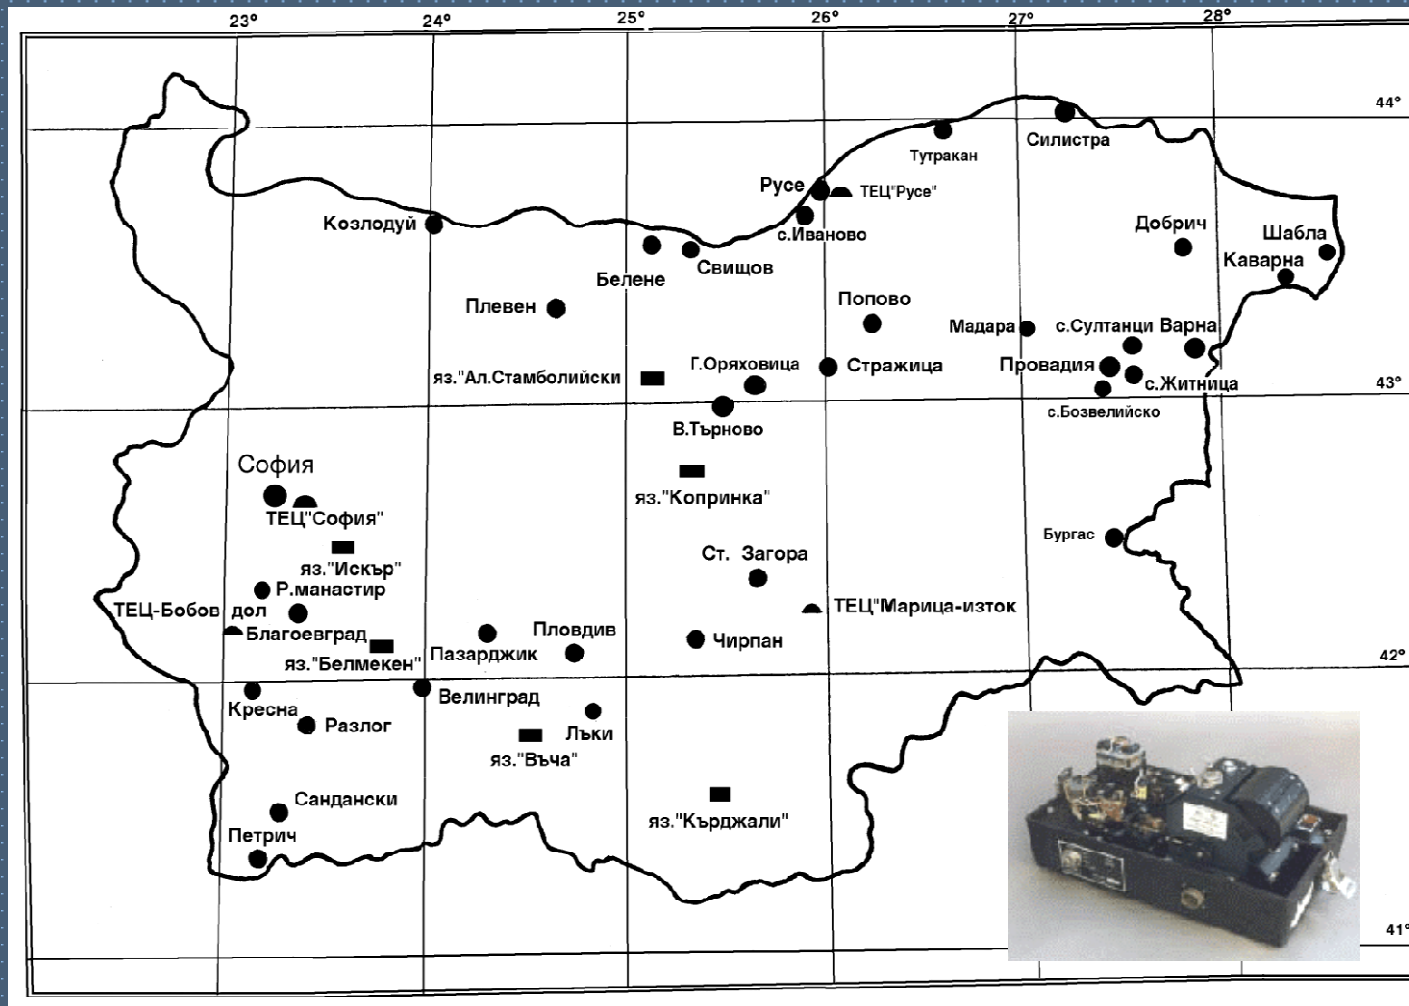 23° 24° 25° 26° 27° 28°
44°
Силистра
Тутракан
Русе
ТЕЦ"Русе"
Козлодуй
с.Иваново
Добрич
Шабла
Каварна
Белене
Свищов
Плевен
Попово
Мадара
с.Султанци
Варна
яз."Ал.Стамболийски
Г.Оряховица
Стражица
Провадия
с.Житница
43°
с.Бозвелийско
В.Търново
София
яз."Копринка"
ТЕЦ"София"
Бургас
яз."Искър"
Ст. Загора
Р.манастир
ТЕЦ-Бобов дол
ТЕЦ"Марица-изток
Благоевград
Пловдив
Чирпан
яз."Белмекен"
Пазарджик
42°
Велинград
Кресна
Разлог
Лъки
яз."Въча"
Сандански
яз."Кърджали"
Петрич
41°